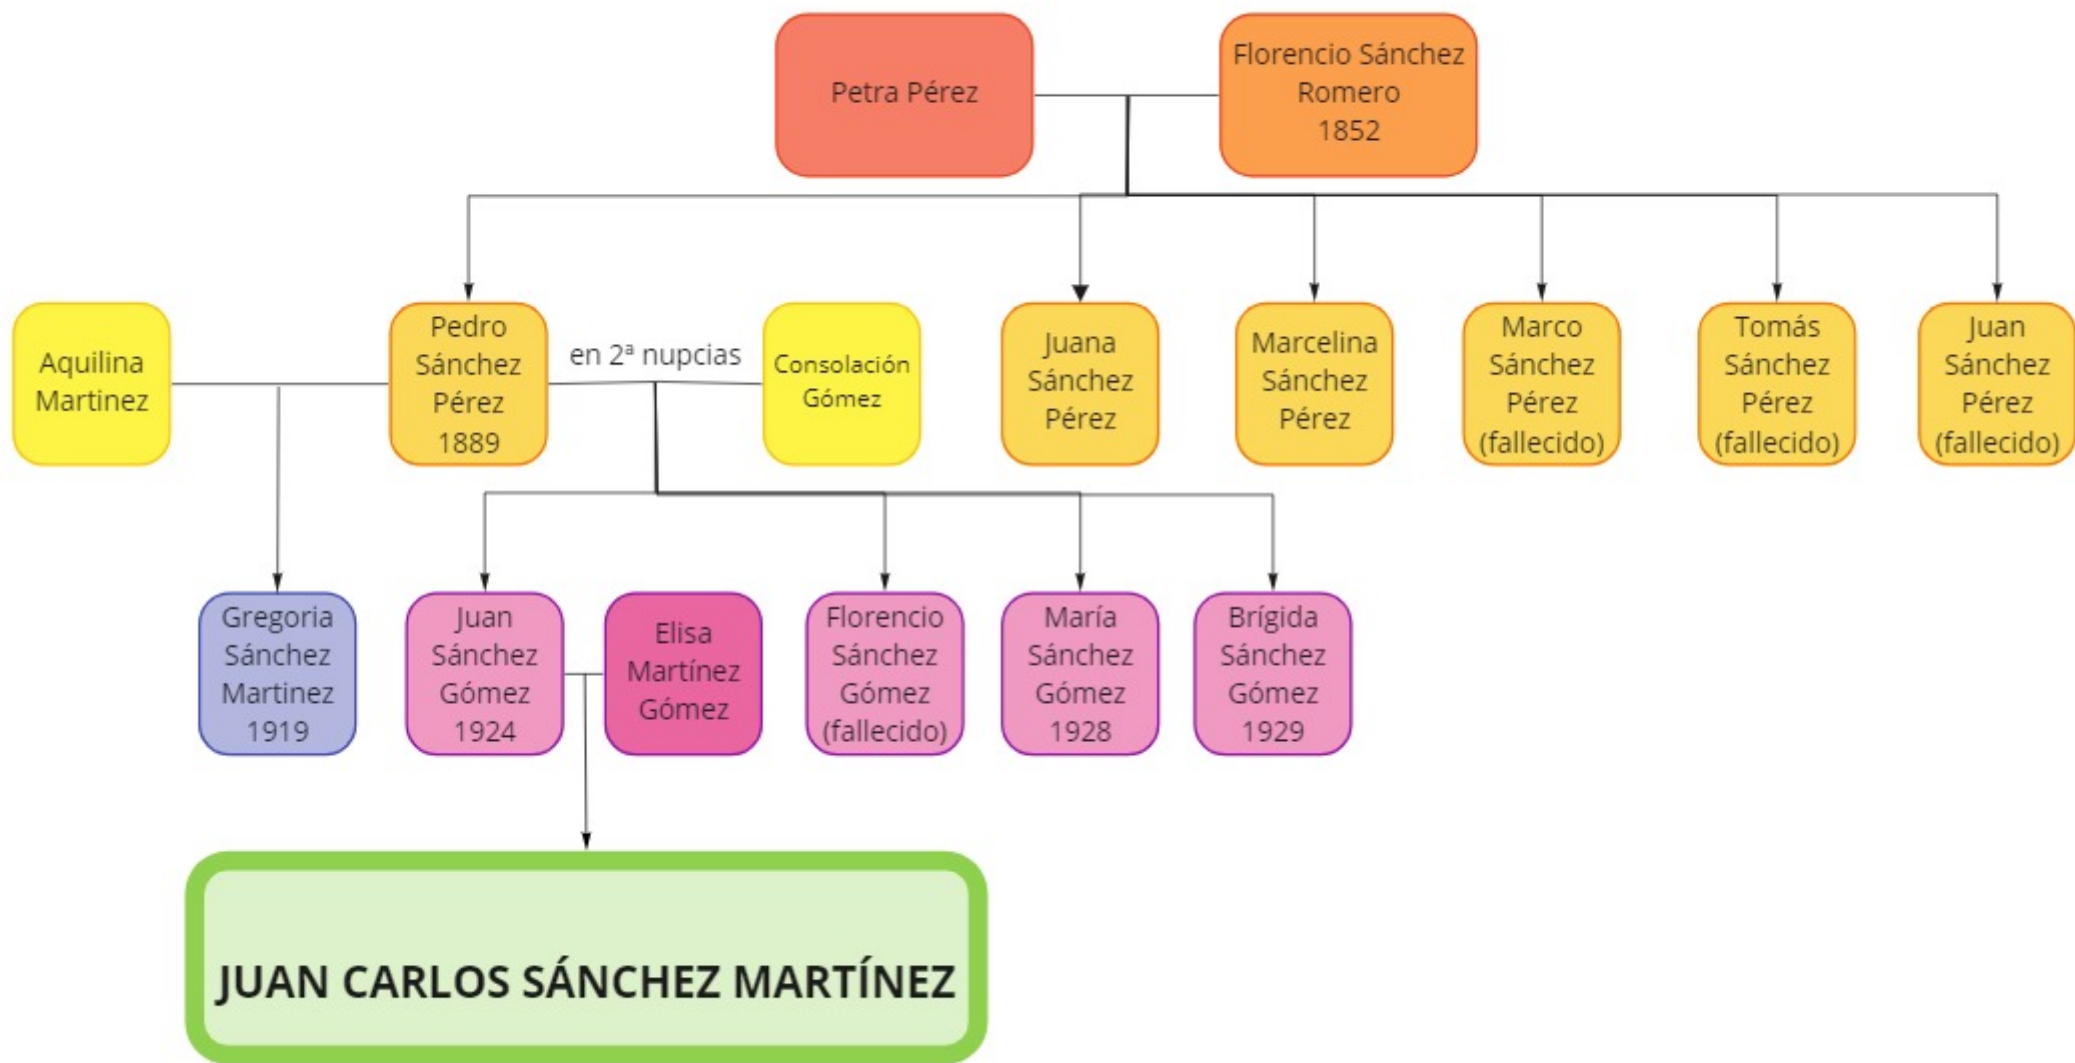 Petra Pérez
Florencio Sánchez
Romero
1852
Aquilina
Martinez
Pedro
Sánchez
Pérez
1889
en 2ª nupcias
Consolación
Gómez
Juana
Sánchez
Pérez
Marcelina
Sánchez
Pérez
Marco
Sánchez
Pérez
(fallecido)
Tomás
Sánchez
Pérez
(fallecido)
Juan
Sánchez
Pérez
(fallecido)
Gregoria
Sánchez
Martinez
1919
Juan
Sánchez
Gómez
1924
Elisa
Martínez
Gómez
Florencio
Sánchez
Gómez
(fallecido)
María
Sánchez
Gómez
1928
Brígida
Sánchez
Gómez
1929
JUAN CARLOS SÁNCHEZ MARTÍNEZ